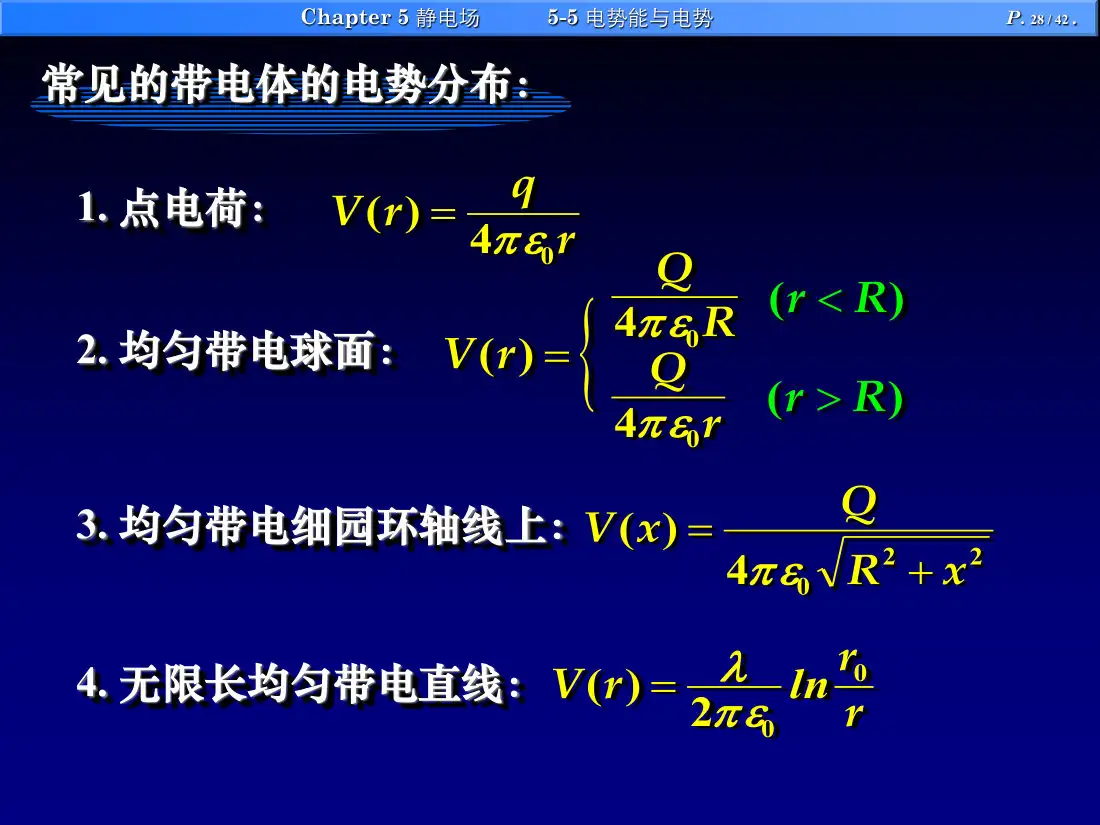 Chapter 5 静电场 5-5 电势能与电势 P. 28 / 42 .
常见的带电体的电势分布：
1. 点电荷： V(r) = q / 4πε₀r
2. 均匀带电球面： V(r) = { Q / 4πε₀R (r < R)
Q / 4πε₀r (r > R)
3. 均匀带电细园环轴线上： V(x) = Q / 4πε₀√(R² + x²)
4. 无限长均匀带电直线： V(r) = λ / 2πε₀ ln r₀ / r